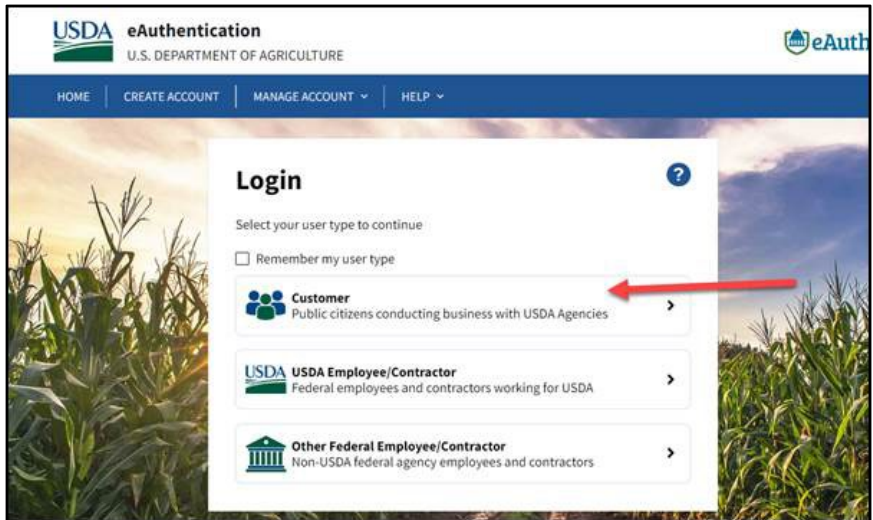 USDA eAuthentication
U.S. DEPARTMENT OF AGRICULTURE
eAuth
HOME CREATE ACCOUNT MANAGE ACCOUNT HELP
Login
?
Select your user type to continue
Remember my user type
Customer
Public citizens conducting business with USDA Agencies
USDA USDA Employee/Contractor
Federal employees and contractors working for USDA
Other Federal Employee/Contractor
Non-USDA federal agency employees and contractors